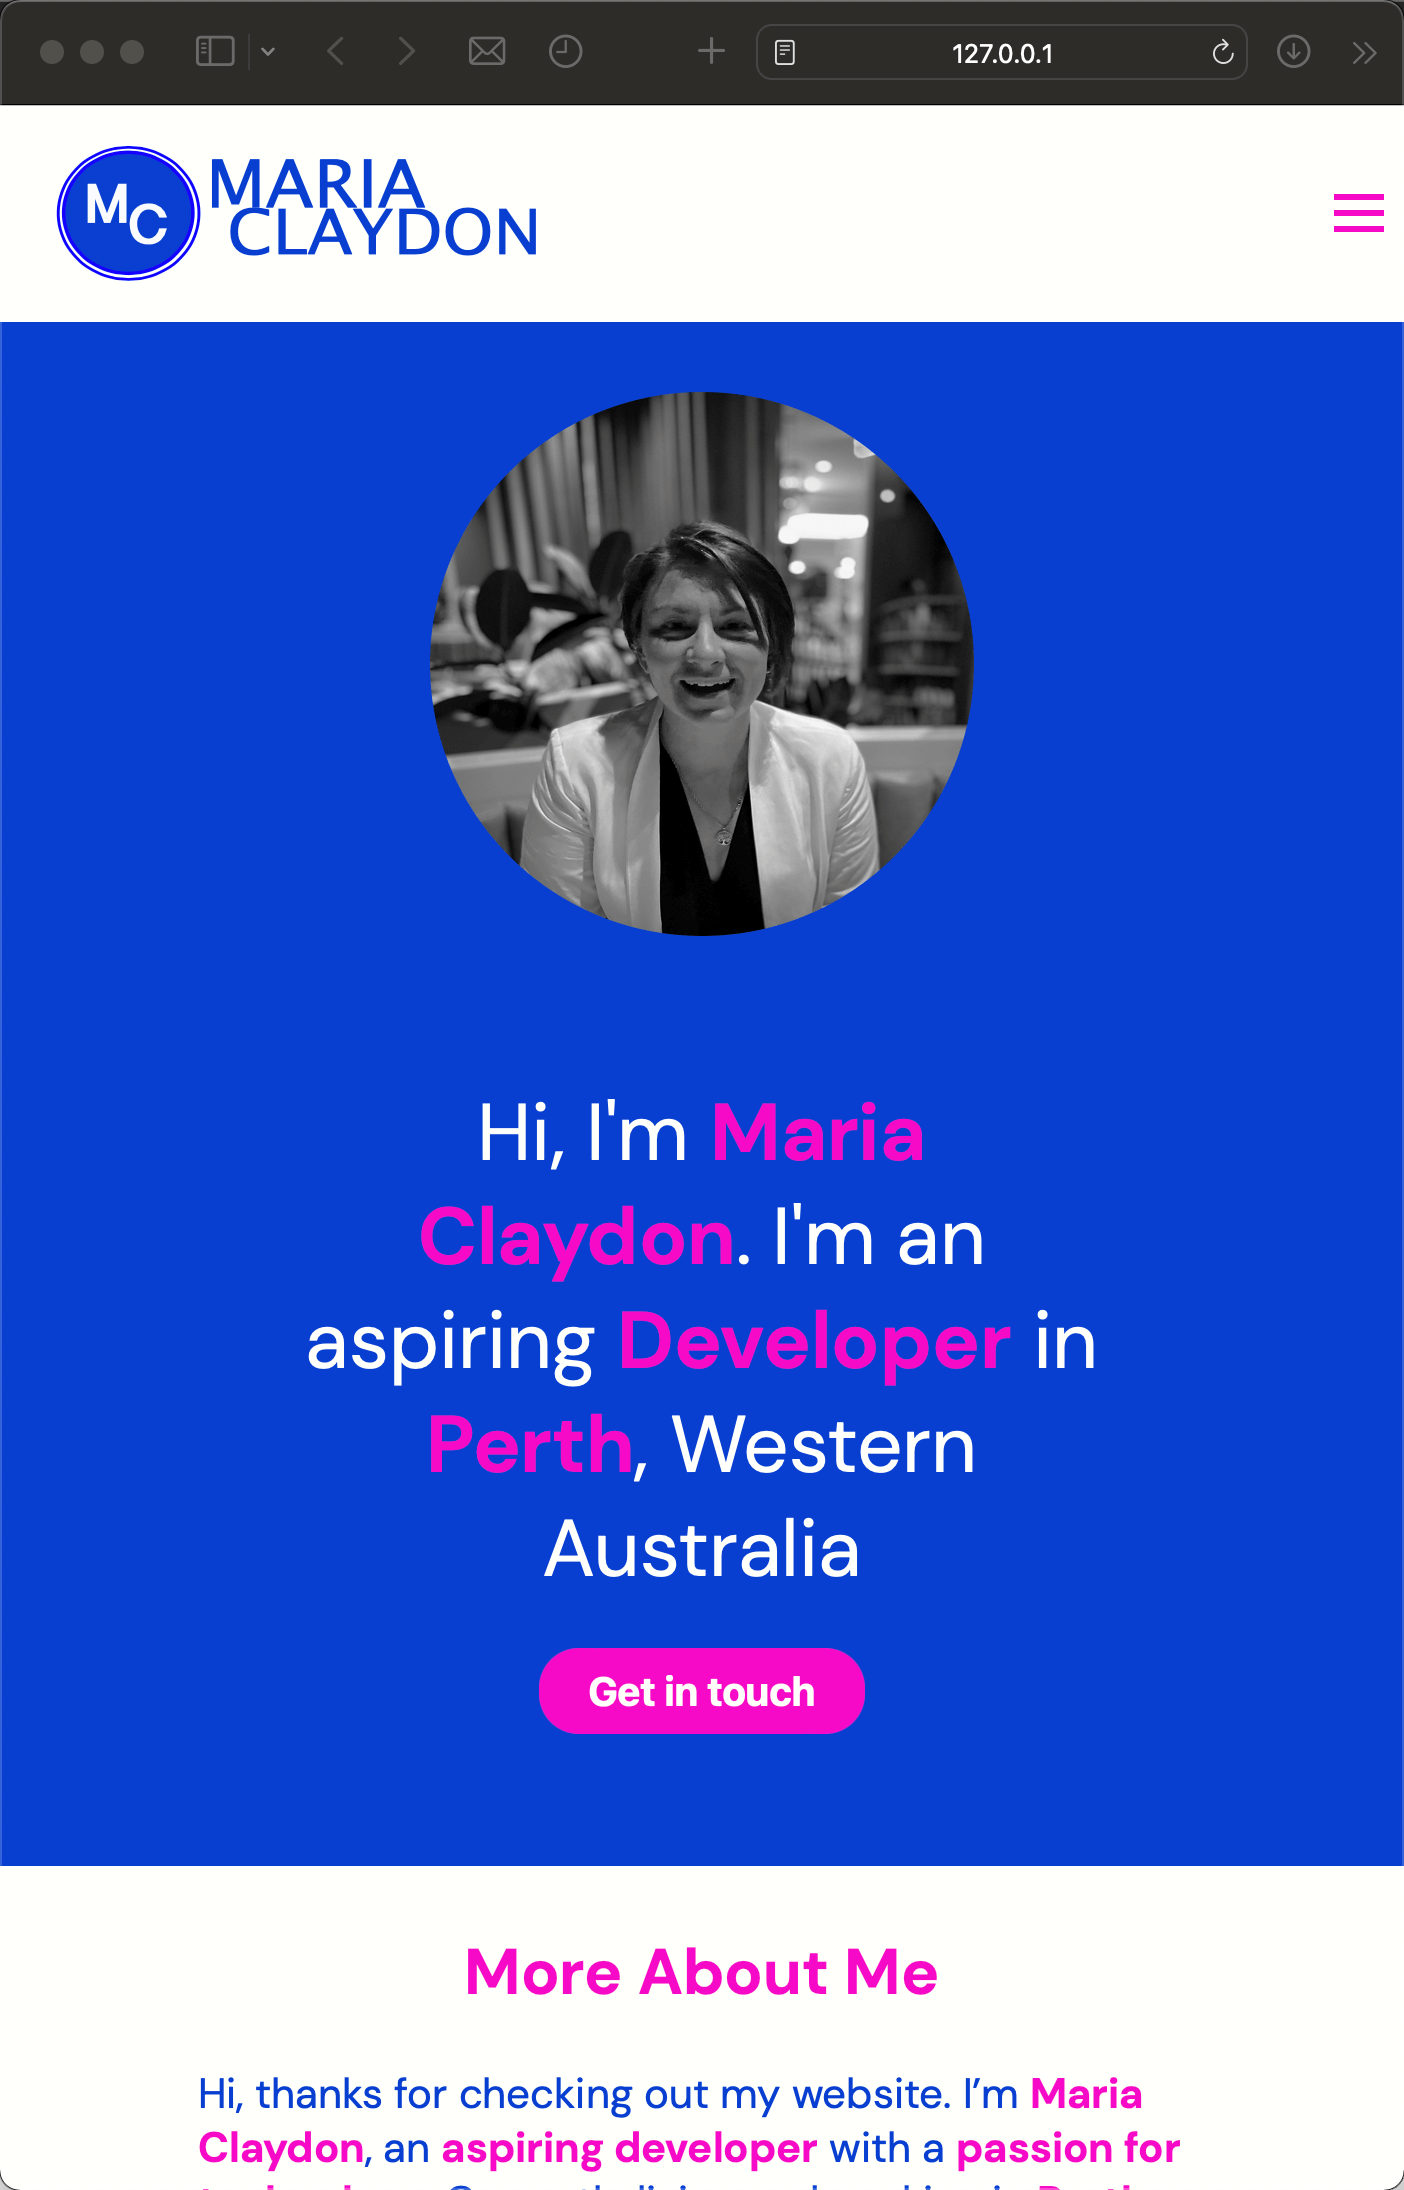 127.0.0.1
MC
MARIA
CLAYDON
Hi, I'm Maria
Claydon. I'm an
aspiring Developer in
Perth, Western
Australia
Get in touch
More About Me
Hi, thanks for checking out my website. I’m Maria
Claydon, an aspiring developer with a passion for